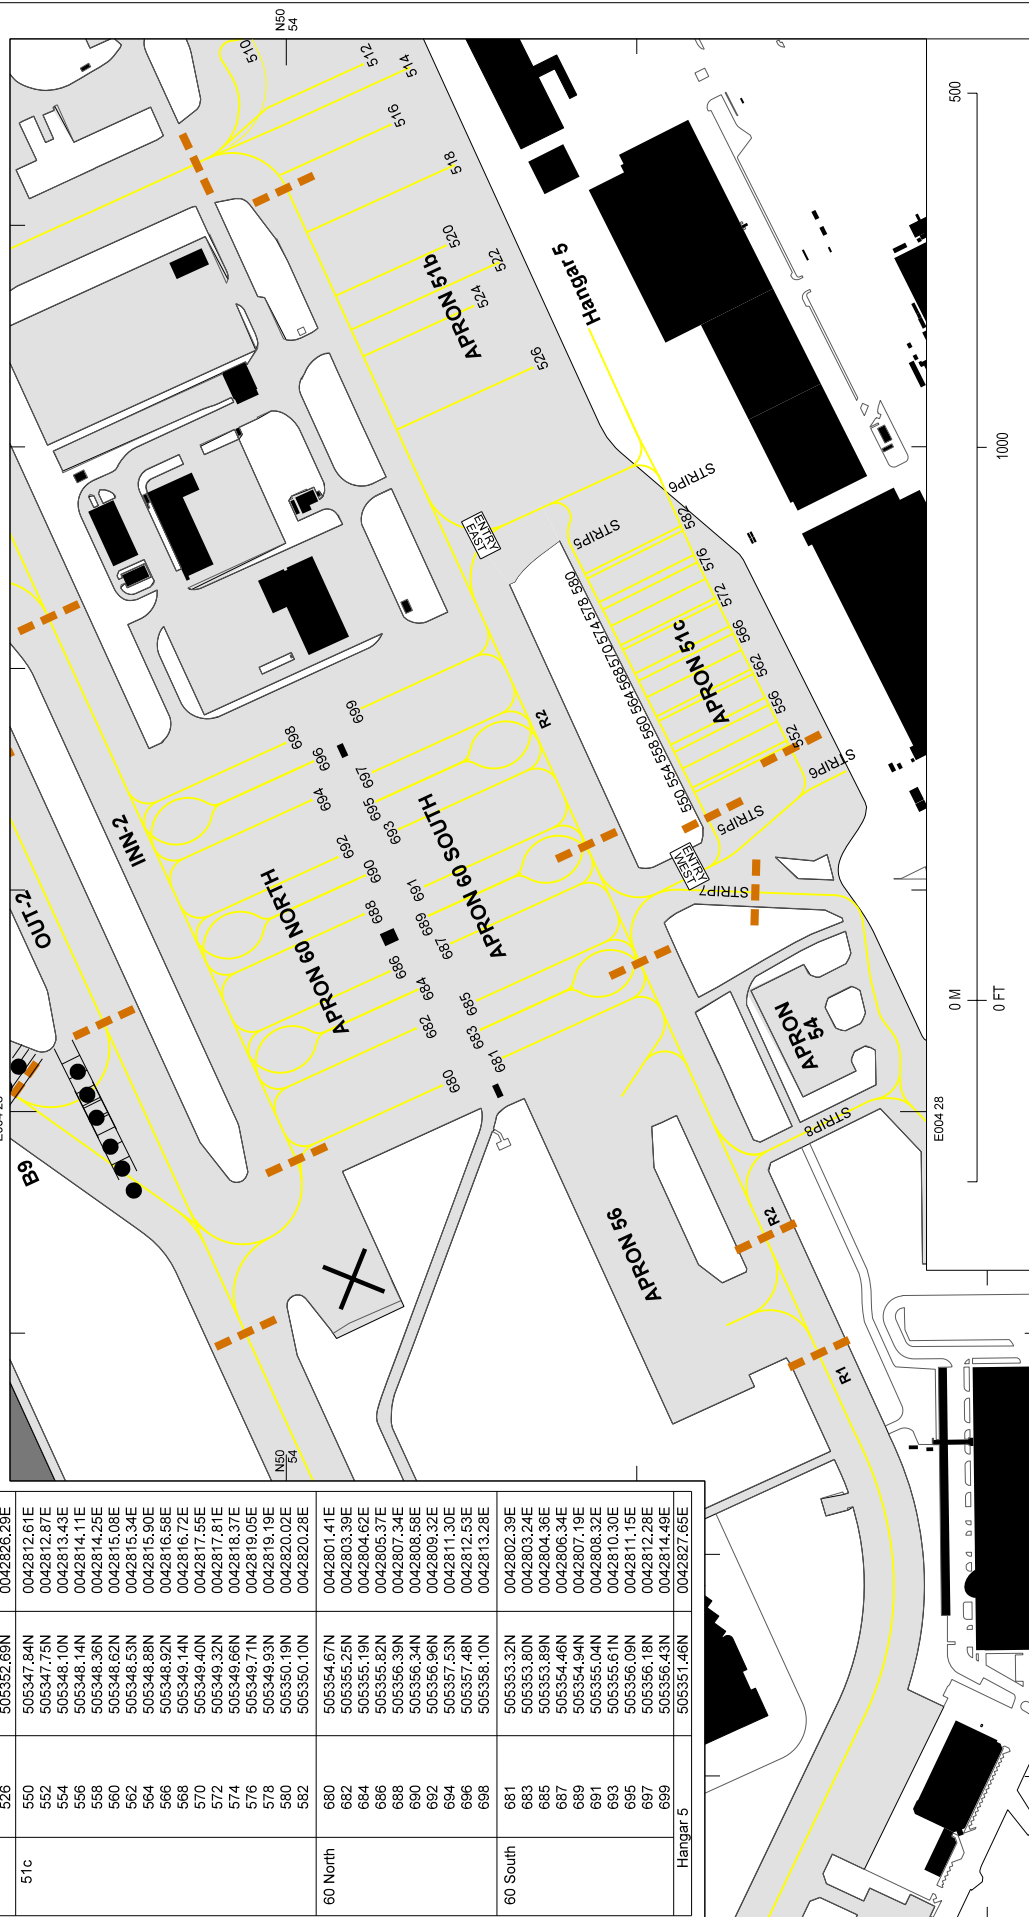 N50
54
500
510
512
514
516
518
520
522
524
526
APRON 51b
Hangar 5
1000
ENTRY
EAST
STRIP6
STRIP5
582
576
572
566
562
556
552
APRON 51c
550 554 558 560 564 568 570 574 578 580
R2
699
698
696
697
694
695
693
692
690
691
688
689
687
686
684
685
682
683
681
680
INN-2
OUT-2
APRON 60 NORTH
APRON 60 SOUTH
STRIP6
STRIP5
ENTRY
WEST
STRIP7
0 M
0 FT
APRON
54
STRIP8
E004 28
B9
APRON 56
R2
R1
N50
54
526 505352.69N 0042826.29E
51c
550 505347.84N 0042812.61E
552 505347.75N 0042812.87E
554 505348.10N 0042813.43E
556 505348.14N 0042814.11E
558 505348.36N 0042814.25E
560 505348.62N 0042815.08E
562 505348.53N 0042815.34E
564 505348.88N 0042815.90E
566 505348.92N 0042816.58E
568 505349.14N 0042816.72E
570 505349.40N 0042817.55E
572 505349.32N 0042817.81E
574 505349.66N 0042818.37E
576 505349.71N 0042819.05E
578 505349.93N 0042819.19E
580 505350.19N 0042820.02E
582 505350.10N 0042820.28E
60 North
680 505354.67N 0042801.41E
682 505355.25N 0042803.39E
684 505355.19N 0042804.62E
686 505355.82N 0042805.37E
688 505356.39N 0042807.34E
690 505356.34N 0042808.58E
692 505356.96N 0042809.32E
694 505357.53N 0042811.30E
696 505357.48N 0042812.53E
698 505358.10N 0042813.28E
60 South
681 505353.32N 0042802.39E
683 505353.80N 0042803.24E
685 505353.89N 0042804.36E
687 505354.46N 0042806.34E
689 505354.94N 0042807.19E
691 505355.04N 0042808.32E
693 505355.61N 0042810.30E
695 505356.09N 0042811.15E
697 505356.18N 0042812.28E
699 505356.43N 0042814.49E
Hangar 5 505351.46N 0042827.65E